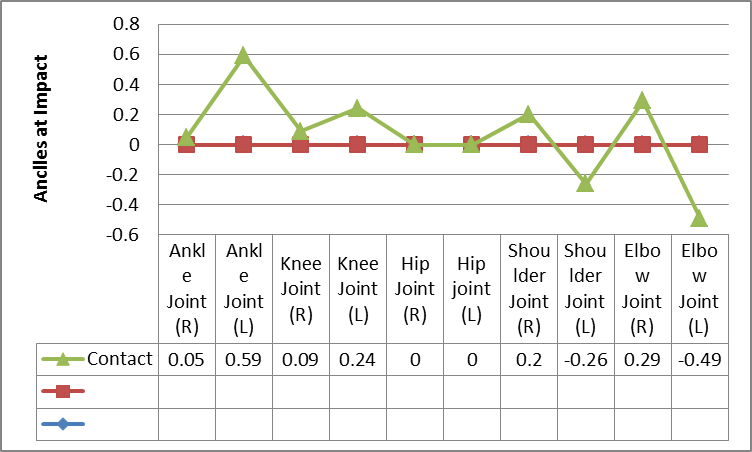 0.8
0.6
0.4
0.2
0
-0.2
-0.4
-0.6
Anclles at Impact
Ankl
e
Joint
(R)
Ankl
e
Joint
(L)
Knee
Joint
(R)
Knee
Joint
(L)
Hip
Joint
(R)
Hip
joint
(L)
Shou
lder
Joint
(R)
Shou
lder
Joint
(L)
Elbo
w
Joint
(R)
Elbo
w
Joint
(L)
Contact 0.05 0.59 0.09 0.24 0 0 0.2 -0.26 0.29 -0.49